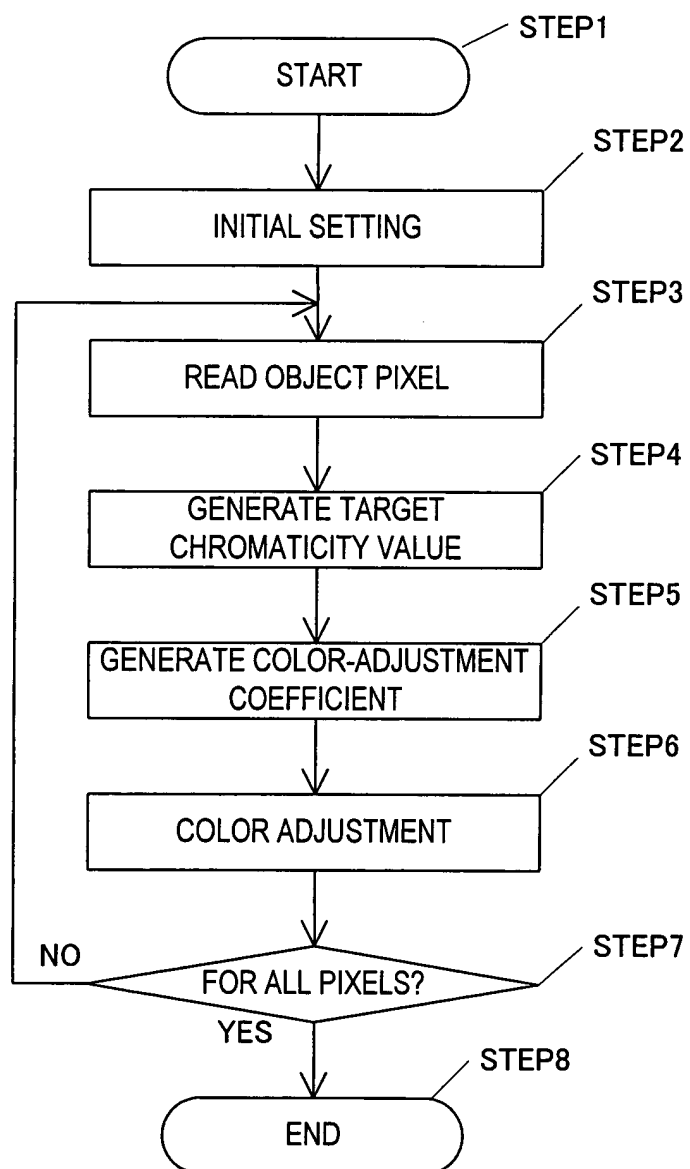 STEP1
START
STEP2
INITIAL SETTING
STEP3
READ OBJECT PIXEL
STEP4
GENERATE TARGET
CHROMATICITY VALUE
STEP5
GENERATE COLOR-ADJUSTMENT
COEFFICIENT
STEP6
COLOR ADJUSTMENT
STEP7
NO
FOR ALL PIXELS?
YES
STEP8
END